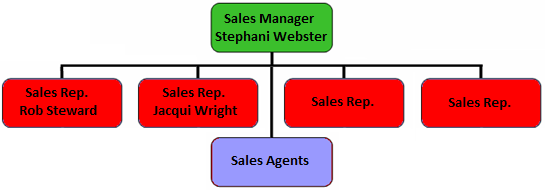 Sales Manager
Stephani Webster
Sales Rep.
Rob Steward
Sales Rep.
Jacqui Wright
Sales Rep.
Sales Rep.
Sales Agents